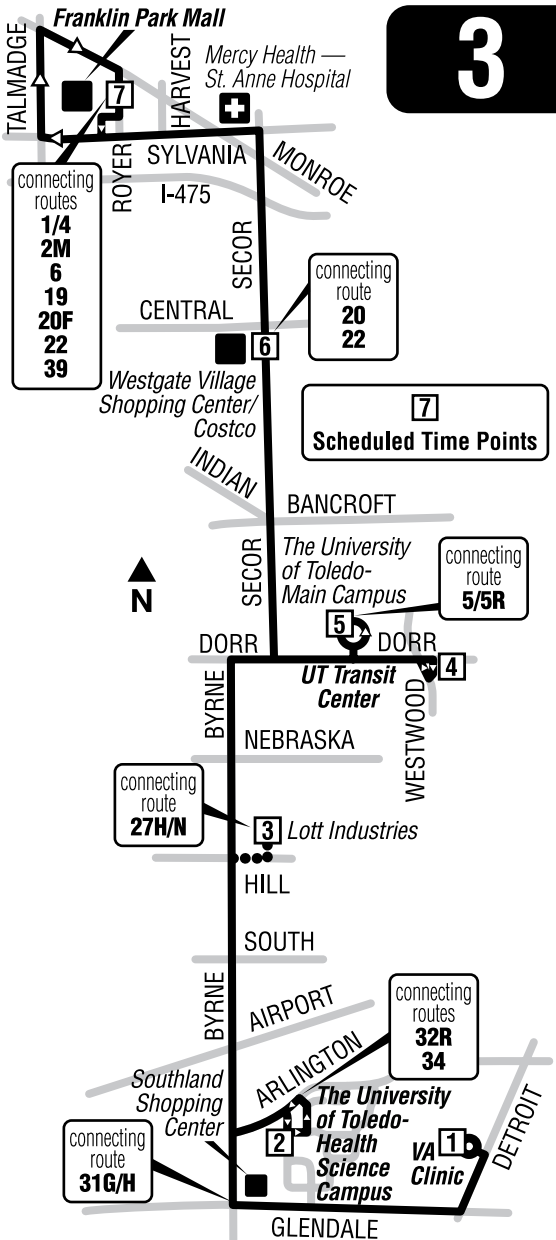 Franklin Park Mall
3
TALMADGE
HARVEST
Mercy Health —
St. Anne Hospital
7
SYLVANIA
MONROE
ROYER
I-475
connecting
routes
1/4
2M
6
19
20F
22
39
SECOR
connecting
route
20
22
CENTRAL
6
Westgate Village
Shopping Center/
Costco
7
Scheduled Time Points
INDIAN
BANCROFT
SECOR
The University
of Toledo-
Main Campus
connecting
route
5/5R
N
5
DORR
DORR
4
UT Transit
Center
BYRNE
WESTWOOD
NEBRASKA
connecting
route
27H/N
3
Lott Industries
HILL
SOUTH
BYRNE
AIRPORT
connecting
routes
32R
34
ARLINGTON
Southland
Shopping
Center
The University
of Toledo-
Health
Science
Campus
2
VA
Clinic
1
DETROIT
connecting
route
31G/H
GLENDALE